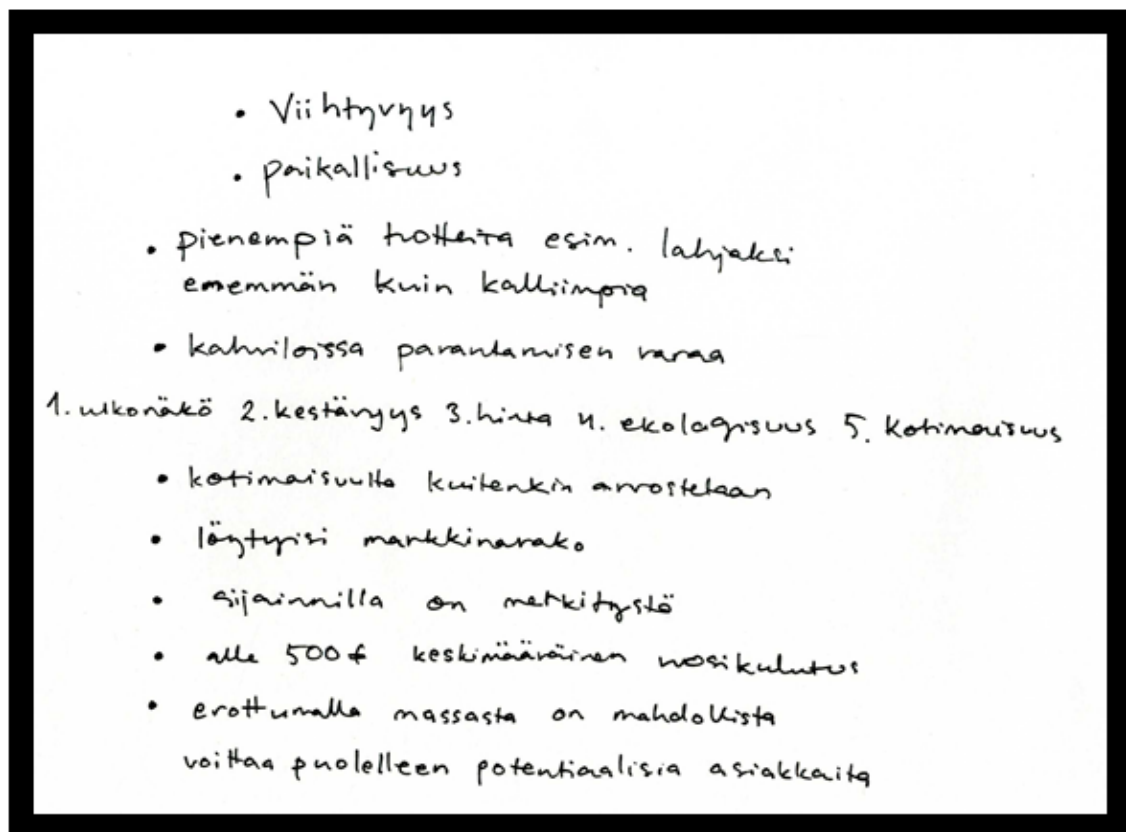 • Viihtyvyys
• paikallisuus
• pienempiä tuotteita esim. lahjaksi
enemmän kuin kalliimpia
• kahviloissa parantamisen varaa
1. ulkonäkö 2. kestävyys 3. hinta 4. ekologisuus 5. kotimaisuus
• kotimaisuutta kuitenkin arvostetaan
• löytyisi markkinarako
• sijainnilla on merkitystä
• alle 500 € keskimääräinen vuosikulutus
• erottumalla massasta on mahdollista
voittaa puolelleen potentiaalisia asiakkaita